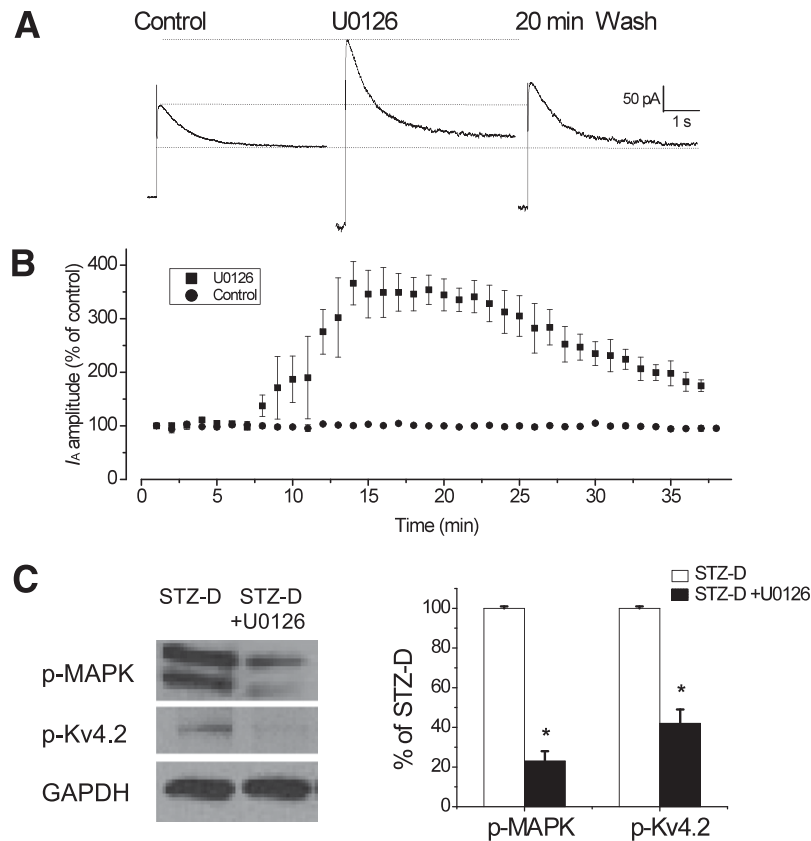 A
Control
U0126
20 min Wash
50 pA
1 s
B
I_A amplitude (% of control)
400
300
200
100
0
U0126
Control
0 5 10 15 20 25 30 35
Time (min)
C
STZ-D
STZ-D
+U0126
p-MAPK
p-Kv4.2
GAPDH
STZ-D
STZ-D +U0126
% of STZ-D
100
80
60
40
20
0
*
*
p-MAPK
p-Kv4.2